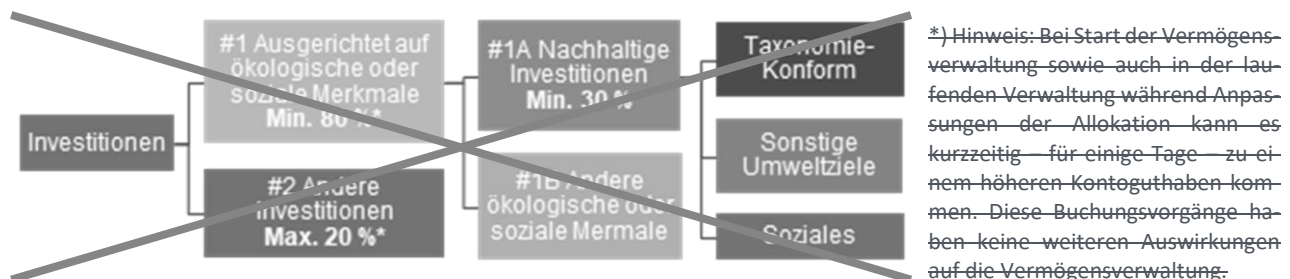 Investitionen
#1 Ausgerichtet auf
ökologische oder
soziale Merkmale
Min. 80 %*
#2 Andere
Investitionen
Max. 20 %*
#1A Nachhaltige
Investitionen
Min. 30 %
#1B Andere
ökologische oder
soziale Mermale
Taxonomie-
Konform
Sonstige
Umweltziele
Soziales
*) Hinweis: Bei Start der Vermögens-
verwaltung sowie auch in der lau-
fenden Verwaltung während Anpas-
sungen der Allokation kann es
kurzzeitig – für einige Tage – zu ei-
nem höheren Kontoguthaben kom-
men. Diese Buchungsvorgänge ha-
ben keine weiteren Auswirkungen
auf die Vermögensverwaltung.